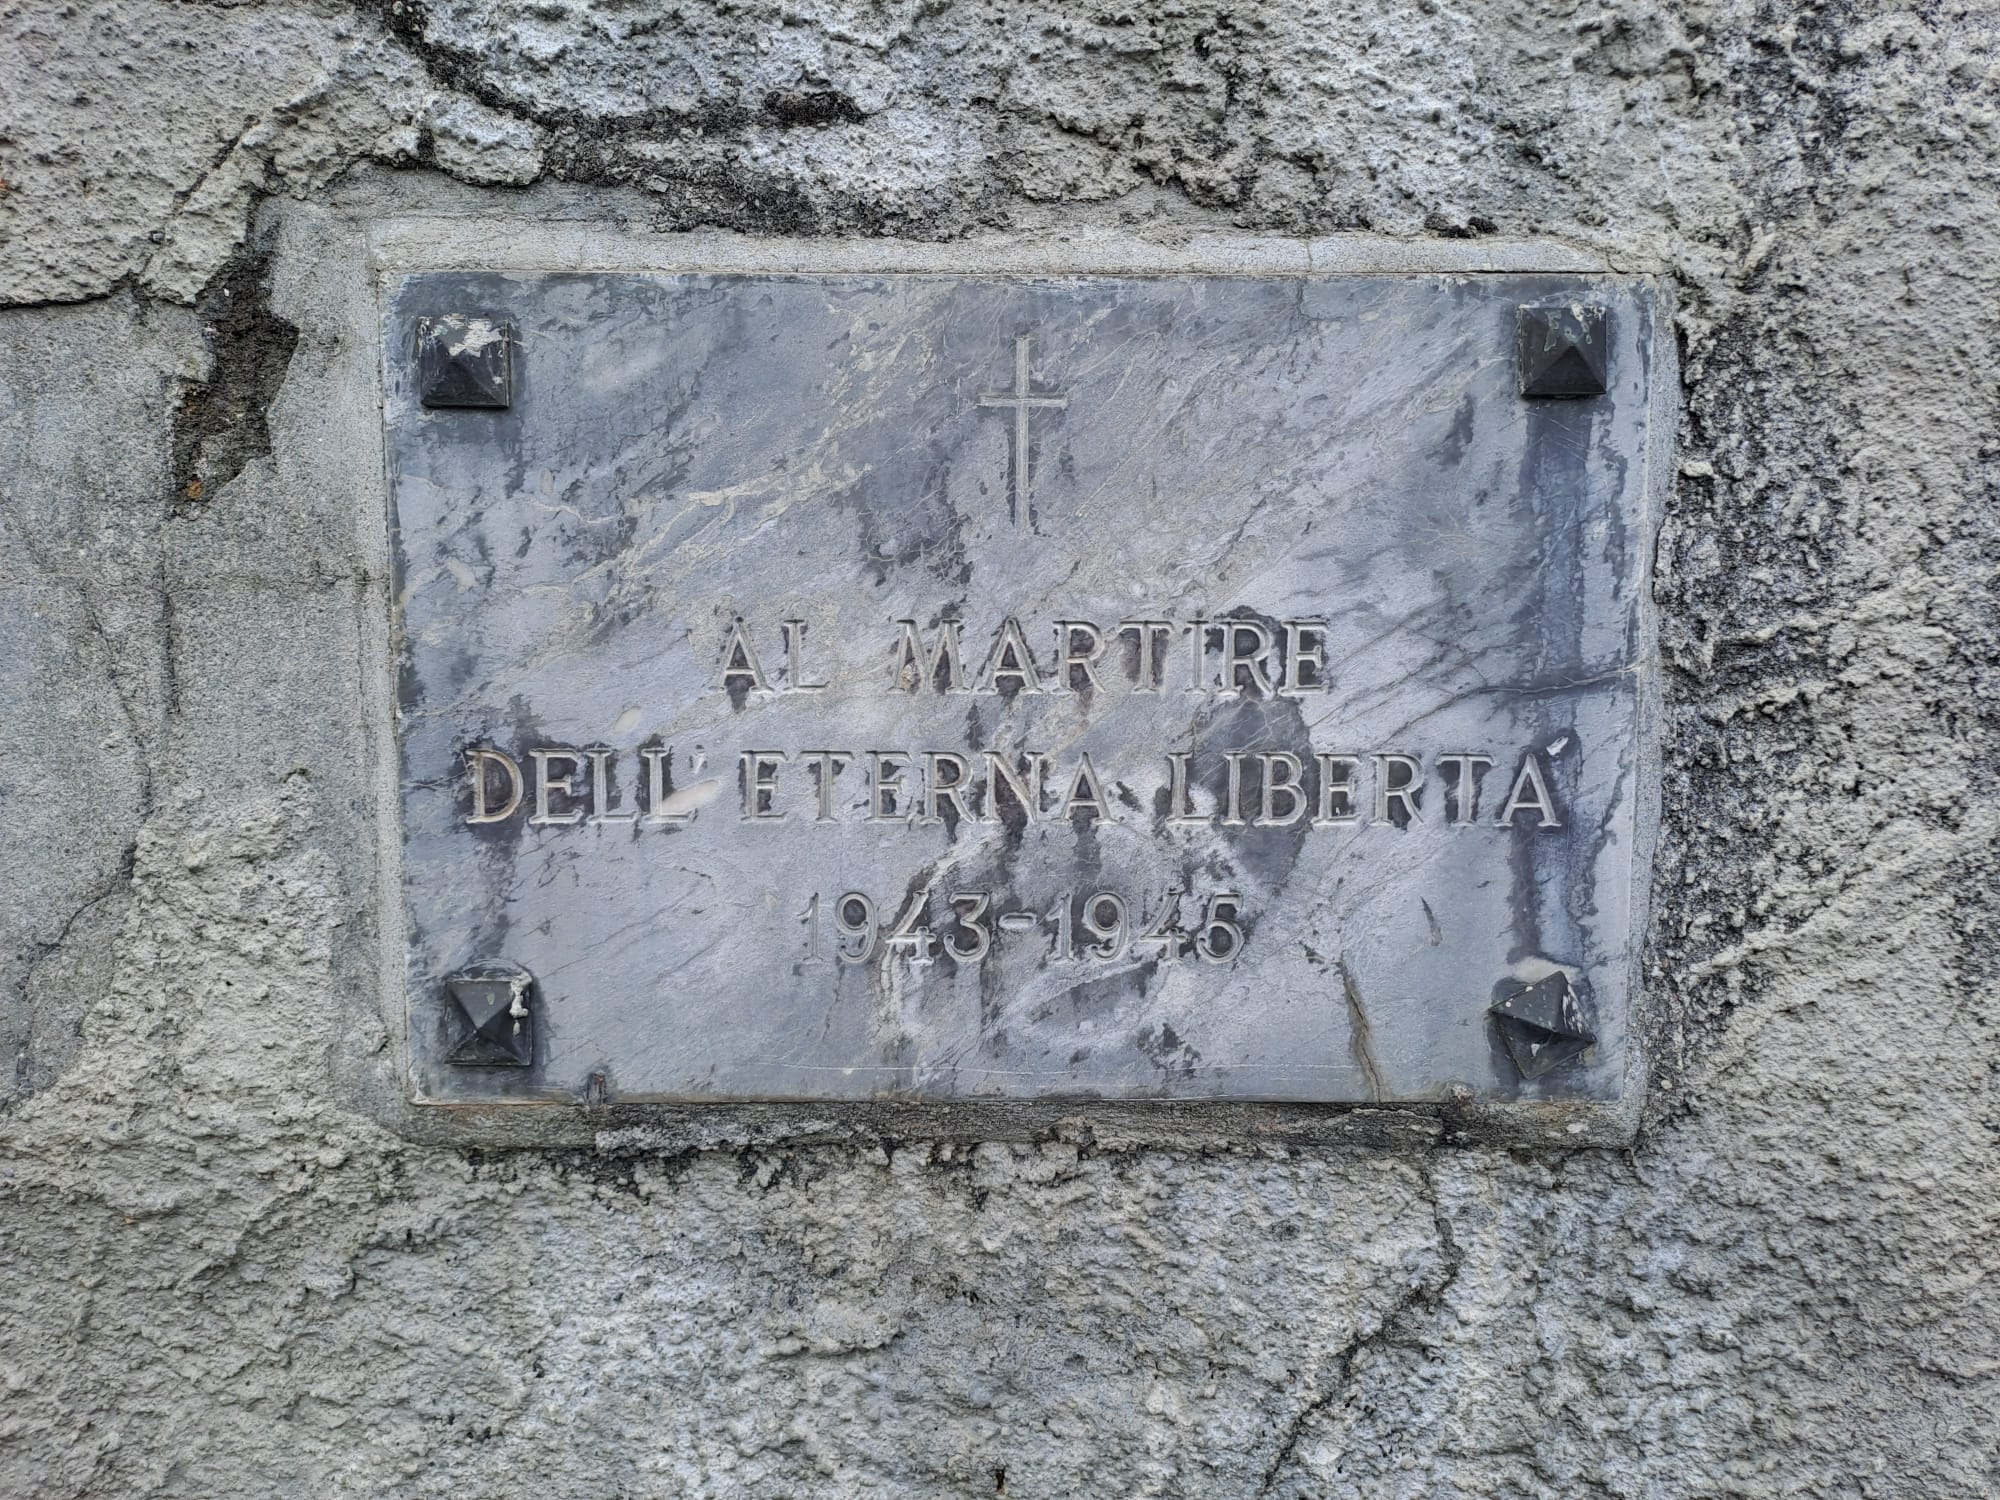 AL MARTIRE
DELL'ETERNA LIBERTÀ
1943-1945